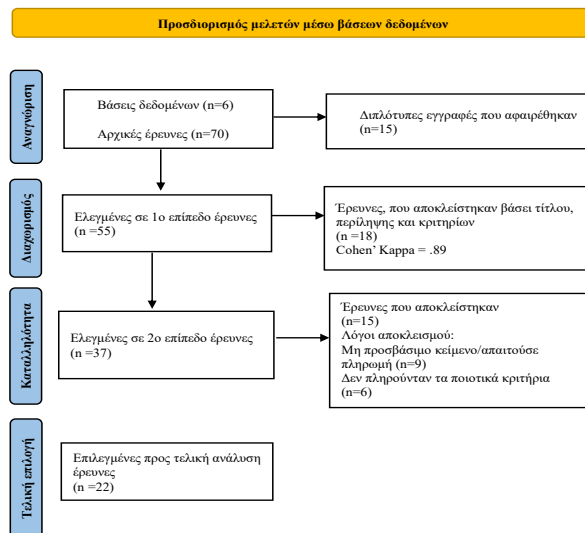 Προσδιορισμός μελετών μέσω βάσεων δεδομένων
Αναγνώριση
Βάσεις δεδομένων (n=6)
Αρχικές έρευνες (n=70)
Διπλότυπες εγγραφές που αφαιρέθηκαν
(n=15)
Διαχωρισμός
Ελεγμένες σε 1ο επίπεδο έρευνες
(n =55)
Έρευνες, που αποκλείστηκαν βάσει τίτλου,
περίληψης και κριτηρίων
(n =18)
Cohen' Kappa = .89
Καταλληλότητα
Ελεγμένες σε 2ο επίπεδο έρευνες
(n =37)
Έρευνες που αποκλείστηκαν
(n=15)
Λόγοι αποκλεισμού:
Μη προσβάσιμο κείμενο/απαιτούσε
πληρωμή (n=9)
Δεν πληρούνταν τα ποιοτικά κριτήρια
(n=6)
Τελική επιλογή
Επιλεγμένες προς τελική ανάλυση
έρευνες
(n =22)